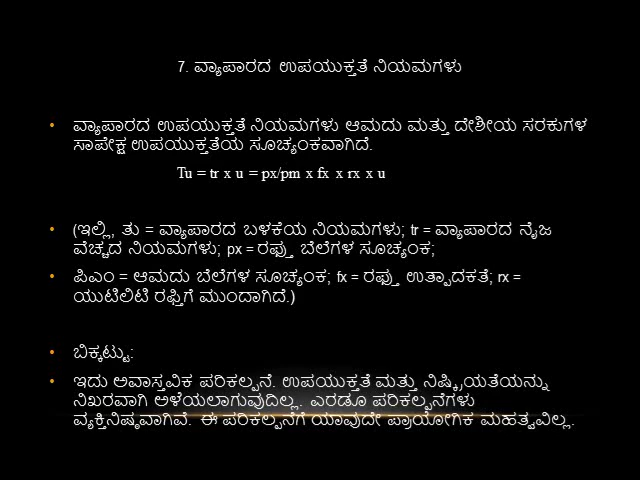 7. ವ್ಯಾಪಾರದ ಉಪಯುಕ್ತತೆ ನಿಯಮಗಳು
• ವ್ಯಾಪಾರದ ಉಪಯುಕ್ತತೆ ನಿಯಮಗಳು ಆಮದು ಮತ್ತು ದೇಶೀಯ ಸರಕುಗಳ
ಸಾಪೇಕ್ಷ ಉಪಯುಕ್ತತೆಯ ಸೂಚ್ಯಂಕವಾಗಿದೆ.
Tu = tr x u = px/pm x fx x rx x u
• (ಇಲ್ಲಿ, ತು = ವ್ಯಾಪಾರದ ಬಳಕೆಯ ನಿಯಮಗಳು; tr = ವ್ಯಾಪಾರದ ನೈಜ
ವೆಚ್ಚದ ನಿಯಮಗಳು; px = ರಫ್ತು ಬೆಲೆಗಳ ಸೂಚ್ಯಂಕ;
• ಪಿಎಂ = ಆಮದು ಬೆಲೆಗಳ ಸೂಚ್ಯಂಕ; fx = ರಫ್ತು ಉತ್ಪಾದಕತೆ; rx =
ಯುಟಿಲಿಟಿ ರಫ್ತಿಗೆ ಮುಂದಾಗಿದೆ.)
• ಬಿಕ್ಕಟ್ಟು:
• ಇದು ಅವಾಸ್ತವಿಕ ಪರಿಕಲ್ಪನೆ. ಉಪಯುಕ್ತತೆ ಮತ್ತು ನಿಷ್ಕ್ರಿಯತೆಯನ್ನು
ನಿಖರವಾಗಿ ಅಳೆಯಲಾಗುವುದಿಲ್ಲ. ಎರಡೂ ಪರಿಕಲ್ಪನೆಗಳು
ವ್ಯಕ್ತಿನಿಷ್ಠವಾಗಿವೆ. ಈ ಪರಿಕಲ್ಪನೆಗೆ ಯಾವುದೇ ಪ್ರಾಯೋಗಿಕ ಮಹತ್ವವಿಲ್ಲ.